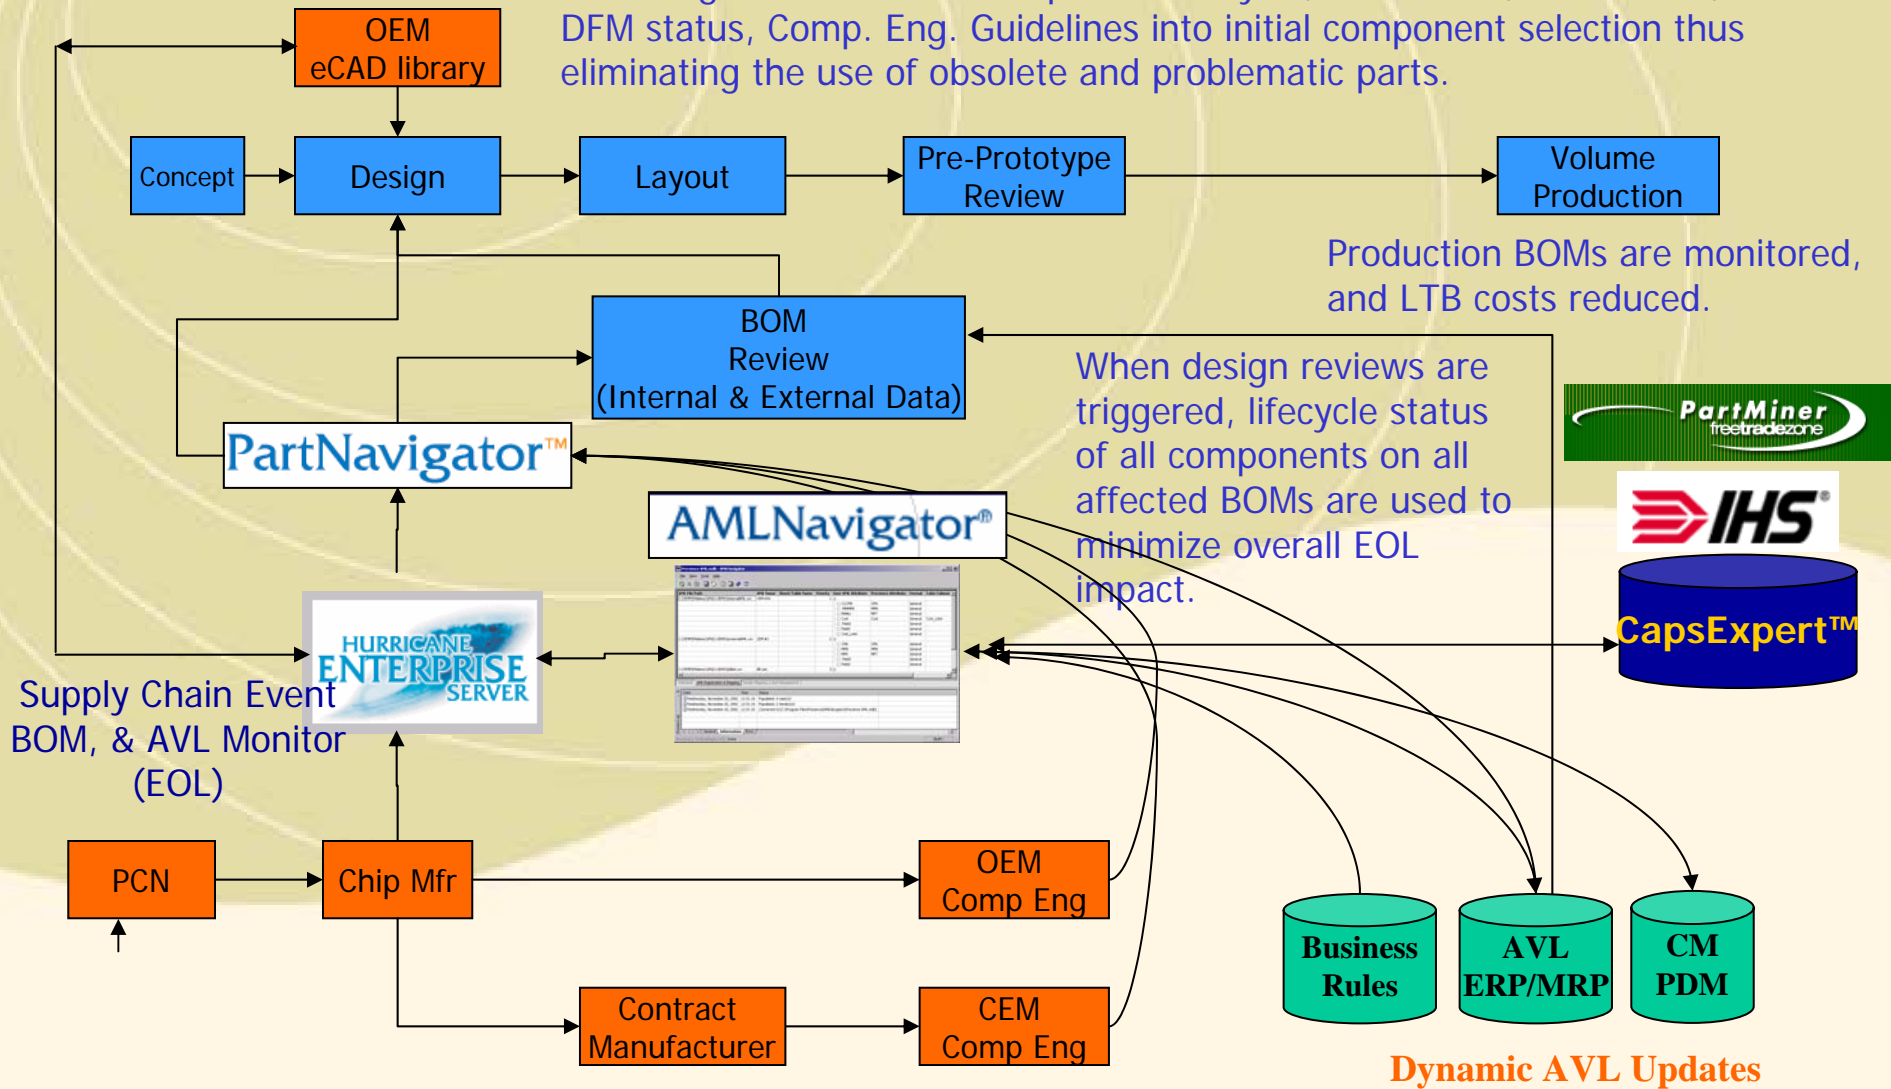 DFM status, Comp. Eng. Guidelines into initial component selection thus
eliminating the use of obsolete and problematic parts.
OEM
eCAD library
Concept
Design
Layout
Pre-Prototype
Review
Volume
Production
Production BOMs are monitored,
and LTB costs reduced.
BOM
Review
(Internal & External Data)
When design reviews are
triggered, lifecycle status
of all components on all
affected BOMs are used to
minimize overall EOL
impact.
PartMiner
freetradezone
PartNavigator™
IHS®
AMLNavigator®
CapsExpert™
HURRICANE
ENTERPRISE
SERVER
Supply Chain Event
BOM, & AVL Monitor
(EOL)
PCN
Chip Mfr
OEM
Comp Eng
Contract
Manufacturer
CEM
Comp Eng
Business
Rules
AVL
ERP/MRP
CM
PDM
Dynamic AVL Updates